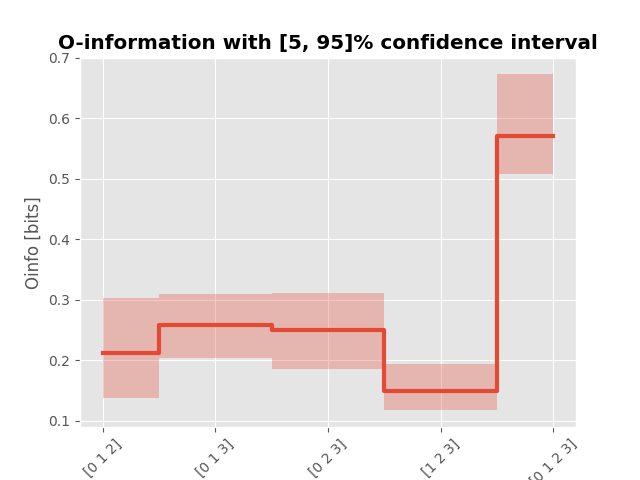 O-information with [5, 95]% confidence interval
0.7
0.6
0.5
0.4
0.3
0.2
0.1
Oinfo [bits]
[0 1 2]
[0 1 3]
[0 2 3]
[1 2 3]
[0 1 2 3]